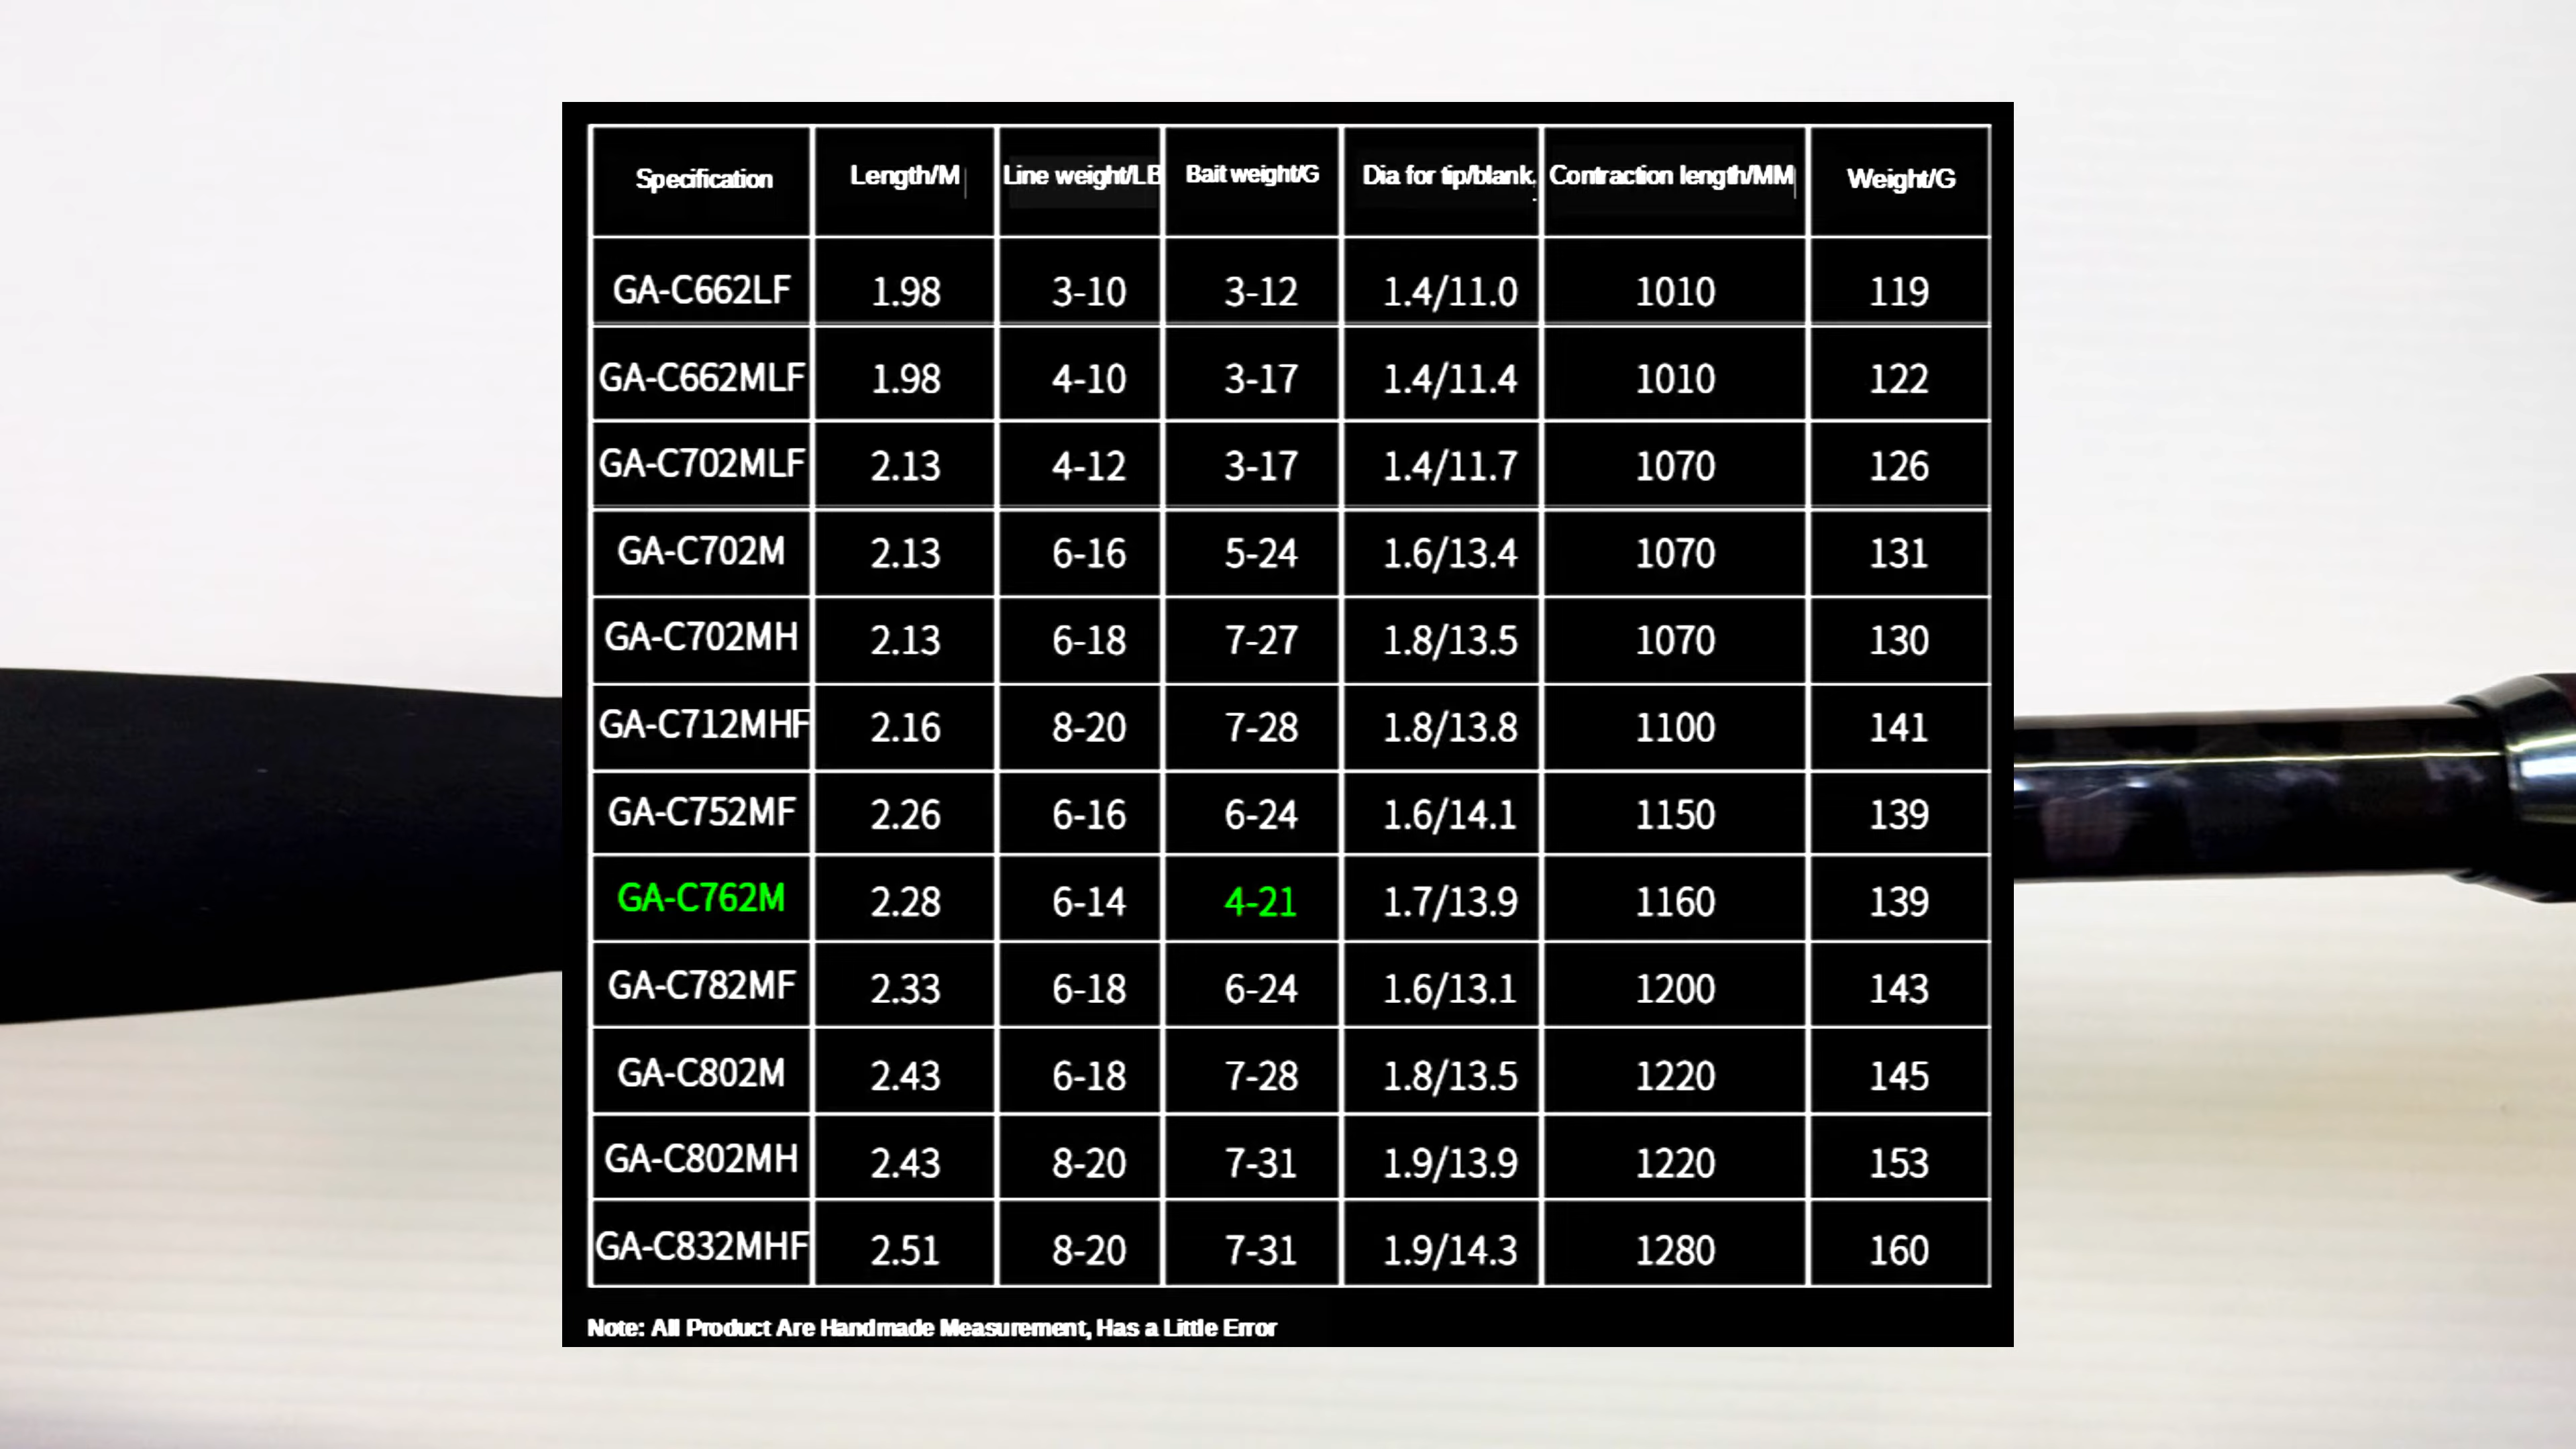 Specification Length/M Line weight/LB Bait weight/G Dia for tip/blank. Contraction length/MM Weight/G
GA-C662LF 1.98 3-10 3-12 1.4/11.0 1010 119
GA-C662MLF 1.98 4-10 3-17 1.4/11.4 1010 122
GA-C702MLF 2.13 4-12 3-17 1.4/11.7 1070 126
GA-C702M 2.13 6-16 5-24 1.6/13.4 1070 131
GA-C702MH 2.13 6-18 7-27 1.8/13.5 1070 130
GA-C712MHF 2.16 8-20 7-28 1.8/13.8 1100 141
GA-C752MF 2.26 6-16 6-24 1.6/14.1 1150 139
GA-C762M 2.28 6-14 4-21 1.7/13.9 1160 139
GA-C782MF 2.33 6-18 6-24 1.6/13.1 1200 143
GA-C802M 2.43 6-18 7-28 1.8/13.5 1220 145
GA-C802MH 2.43 8-20 7-31 1.9/13.9 1220 153
GA-C832MHF 2.51 8-20 7-31 1.9/14.3 1280 160
Note: All Product Are Handmade Measurement, Has a Little Error